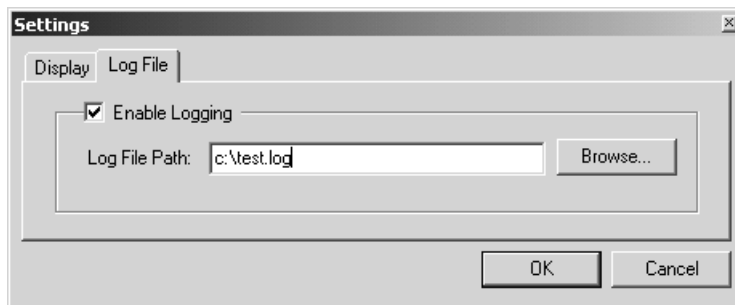 Settings
Display Log File
Enable Logging
Log File Path: c:\test.log Browse...
OK Cancel